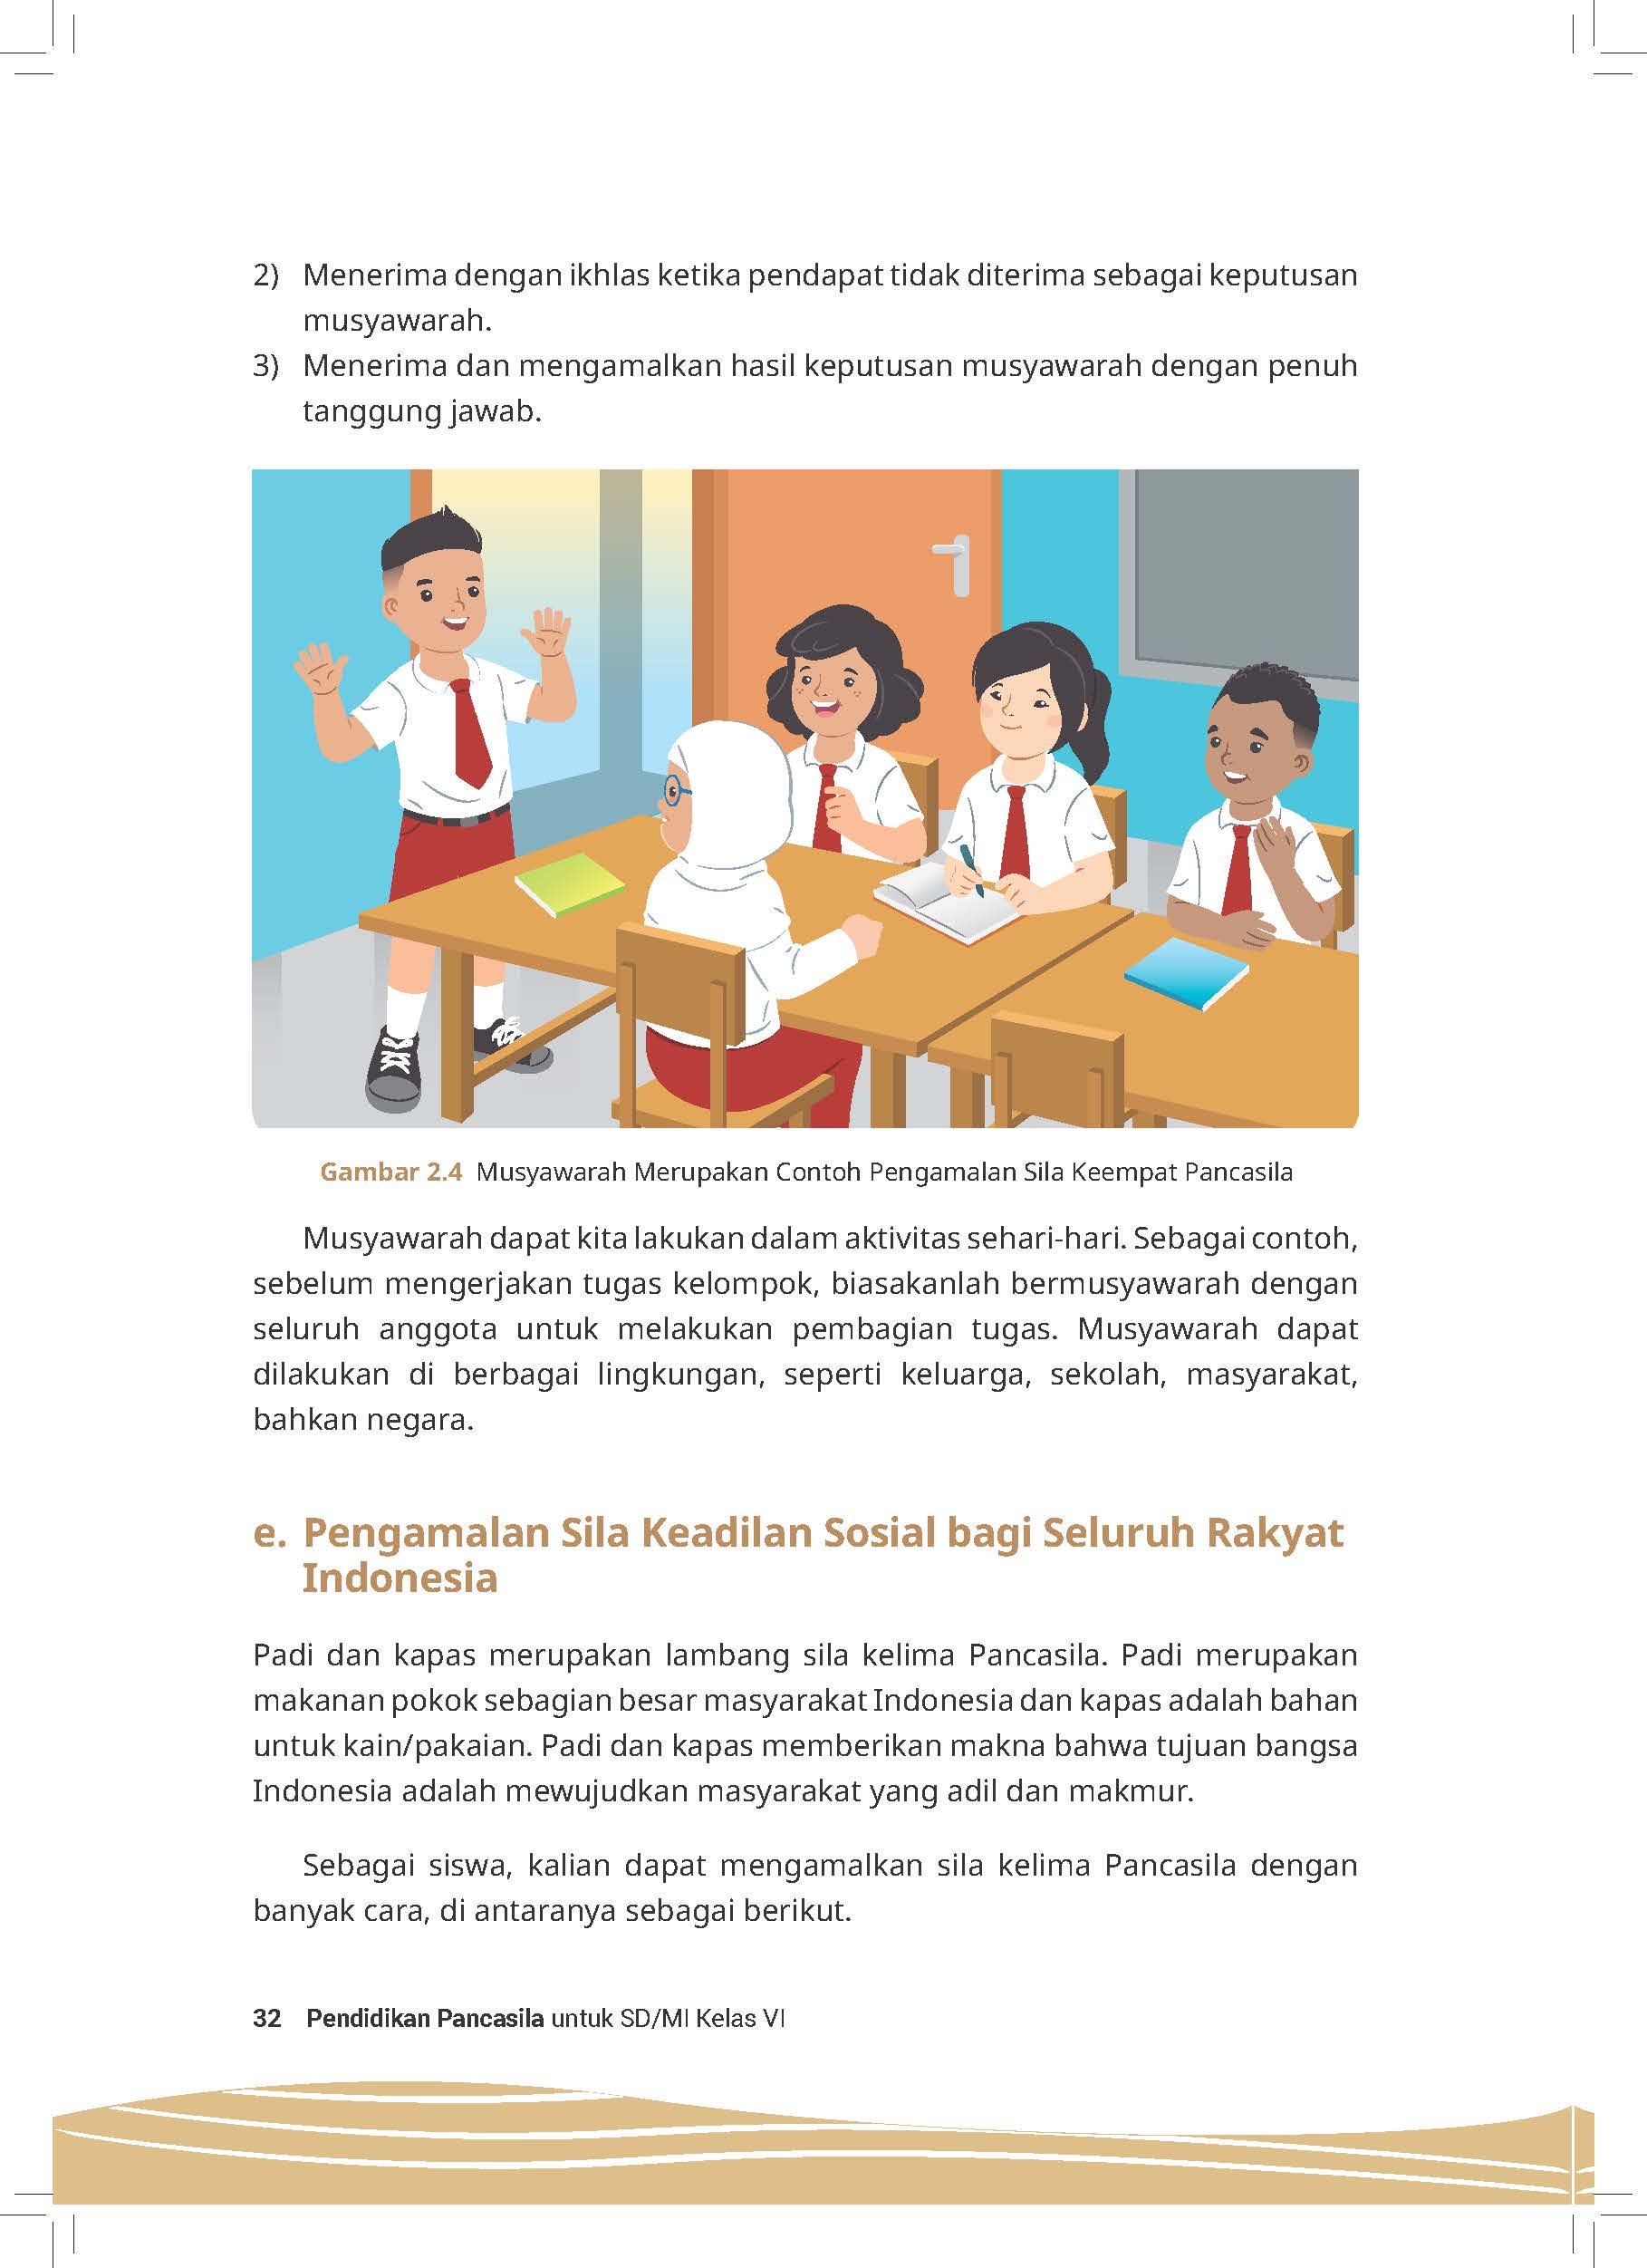 2) Menerima dengan ikhlas ketika pendapat tidak diterima sebagai keputusan
musyawarah.
3) Menerima dan mengamalkan hasil keputusan musyawarah dengan penuh
tanggung jawab.
Gambar 2.4 Musyawarah Merupakan Contoh Pengamalan Sila Keempat Pancasila
Musyawarah dapat kita lakukan dalam aktivitas sehari-hari. Sebagai contoh,
sebelum mengerjakan tugas kelompok, biasakanlah bermusyawarah dengan
seluruh anggota untuk melakukan pembagian tugas. Musyawarah dapat
dilakukan di berbagai lingkungan, seperti keluarga, sekolah, masyarakat,
bahkan negara.
e. Pengamalan Sila Keadilan Sosial bagi Seluruh Rakyat
Indonesia
Padi dan kapas merupakan lambang sila kelima Pancasila. Padi merupakan
makanan pokok sebagian besar masyarakat Indonesia dan kapas adalah bahan
untuk kain/pakaian. Padi dan kapas memberikan makna bahwa tujuan bangsa
Indonesia adalah mewujudkan masyarakat yang adil dan makmur.
Sebagai siswa, kalian dapat mengamalkan sila kelima Pancasila dengan
banyak cara, di antaranya sebagai berikut.
32 Pendidikan Pancasila untuk SD/MI Kelas VI